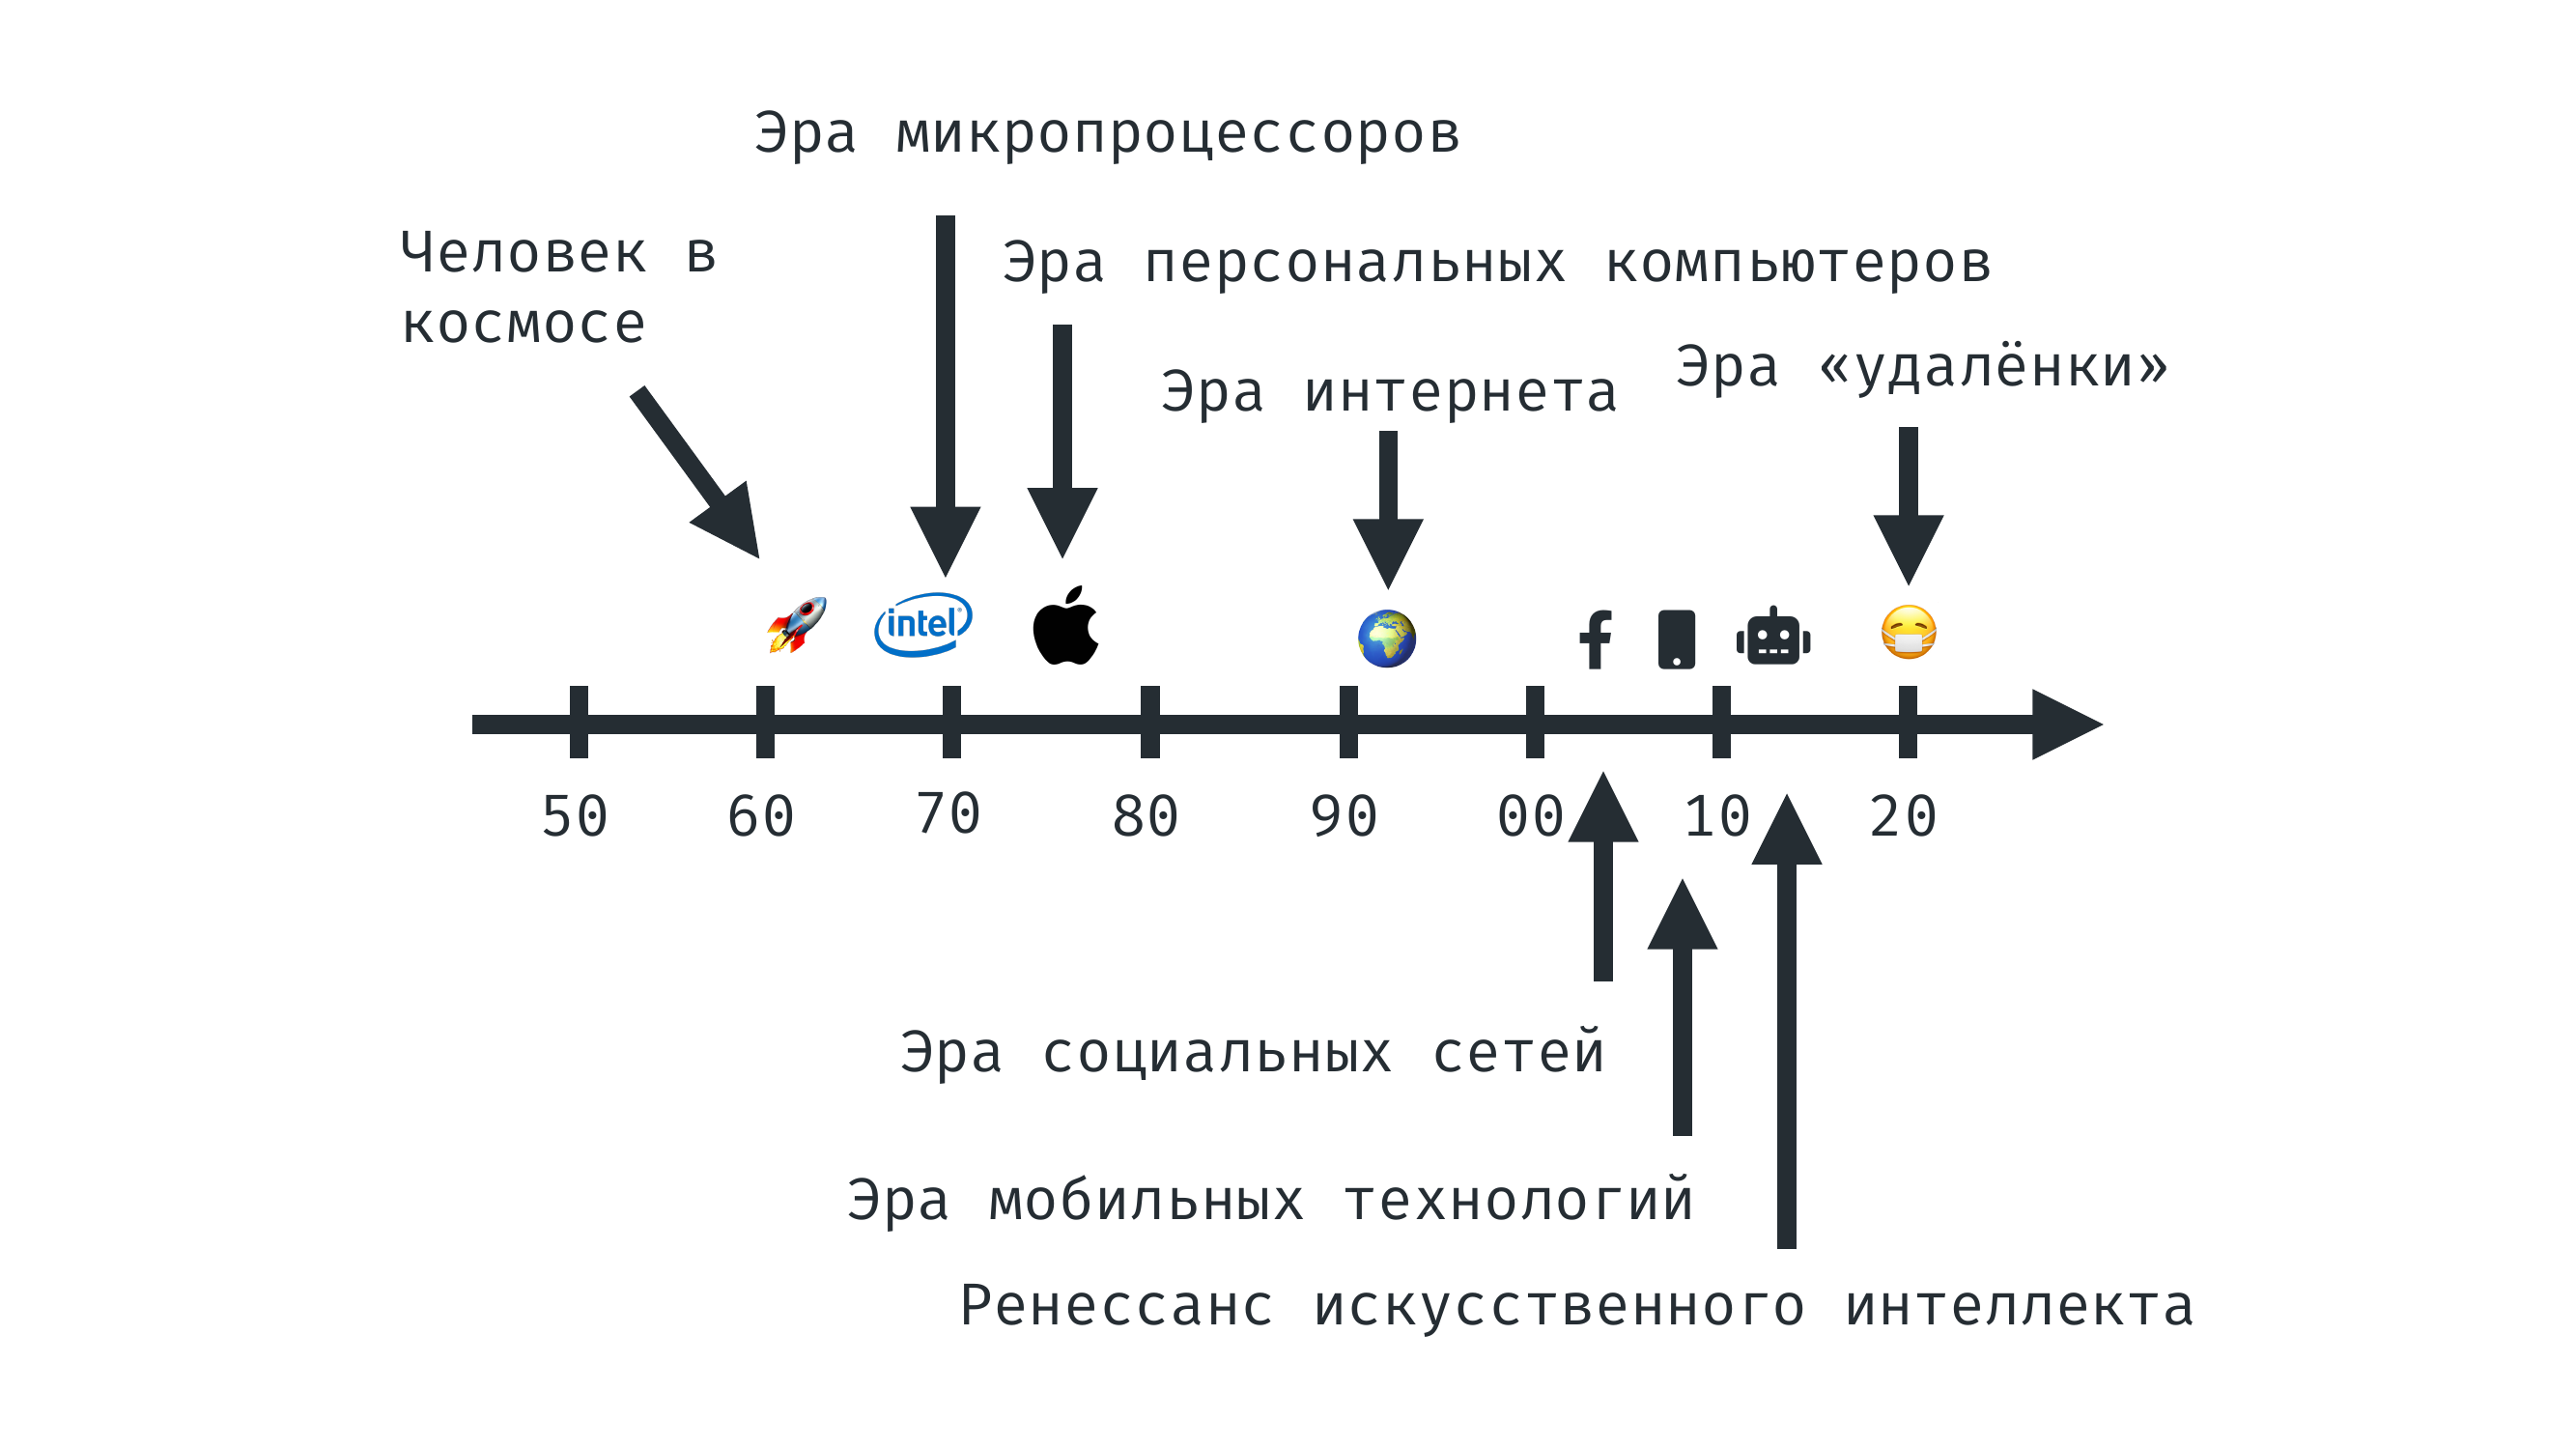 Эра микропроцессоров
Человек в
космосе
Эра персональных компьютеров
Эра «удалёнки»
Эра интернета
intel
50 60 70 80 90 00 10 20
Эра социальных сетей
Эра мобильных технологий
Ренессанс искусственного интеллекта